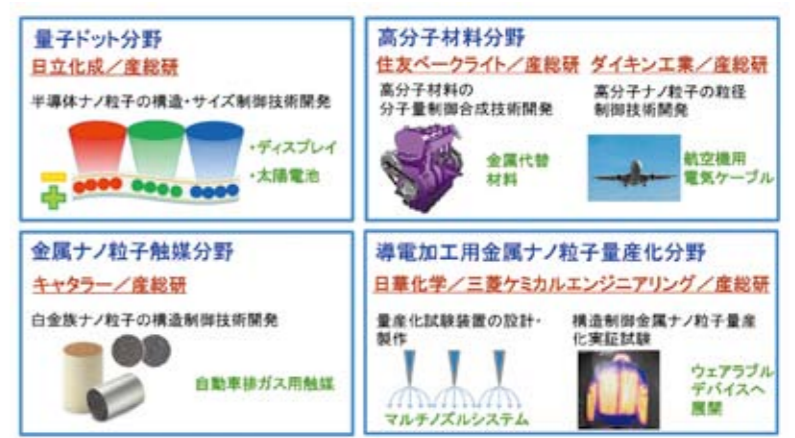 量子ドット分野
日立化成／産総研
半導体ナノ粒子の構造・サイズ制御技術開発
・ディスプレイ
・太陽電池
高分子材料分野
住友ベークライト／産総研
高分子材料の
分子量制御合成技術開発
金属代替
材料
ダイキン工業／産総研
高分子ナノ粒子の粒径
制御技術開発
航空機用
電気ケーブル
金属ナノ粒子触媒分野
キャタラー／産総研
白金族ナノ粒子の構造制御技術開発
自動車排ガス用触媒
導電加工用金属ナノ粒子量産化分野
日華化学／三菱ケミカルエンジニアリング／産総研
量産化試験装置の設計・
製作
マルチノズルシステム
構造制御金属ナノ粒子量産
化実証試験
ウェアラブル
デバイスへ
展開